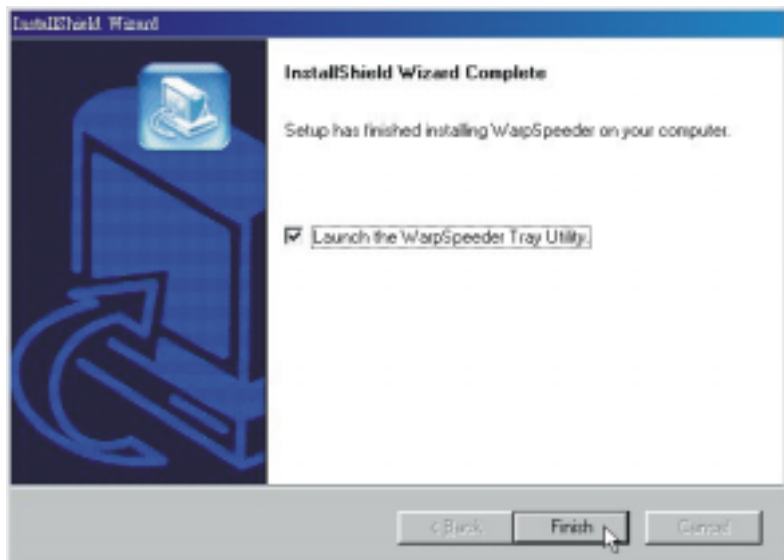 InstallShield Wizard
InstallShield Wizard Complete
Setup has finished installing WarpSpeeder on your computer.
Launch the WarpSpeeder Tray Utility.
< Back
Finish
Cancel